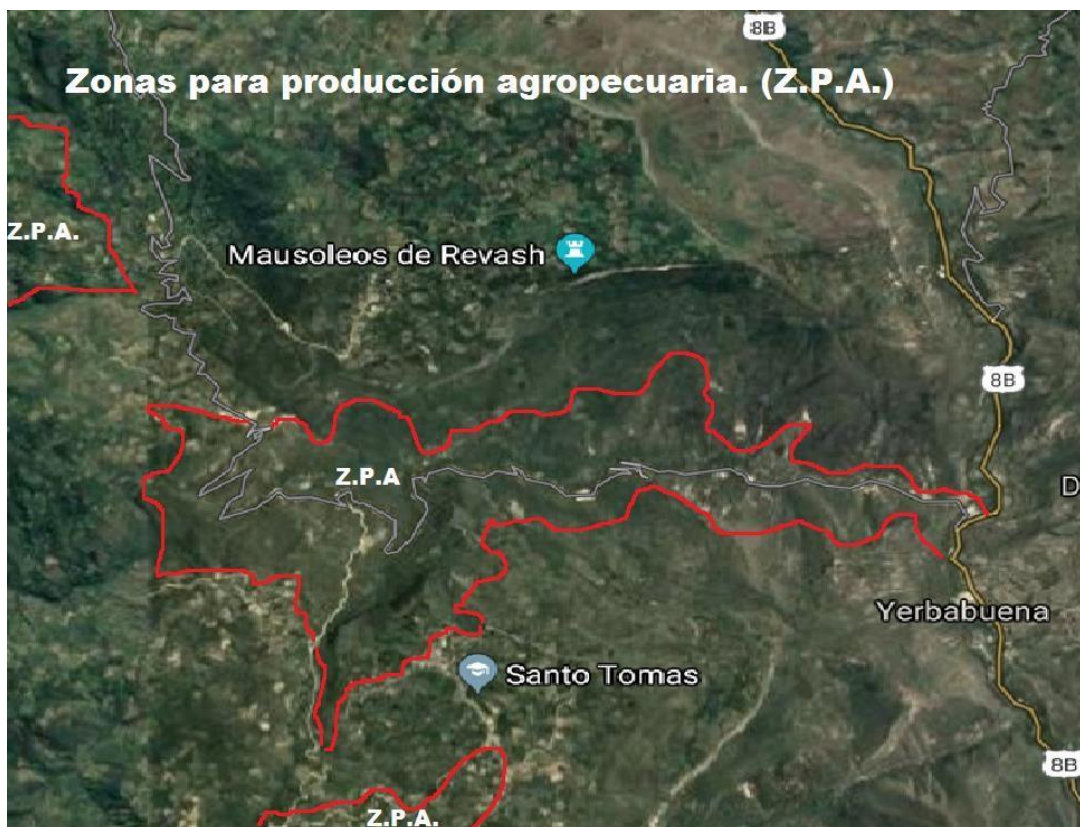 8B
Zonas para producción agropecuaria. (Z.P.A.)
Z.P.A.
Mausoleos de Revash
8B
Z.P.A
D
Yerbabuena
Santo Tomas
8B
Z.P.A.